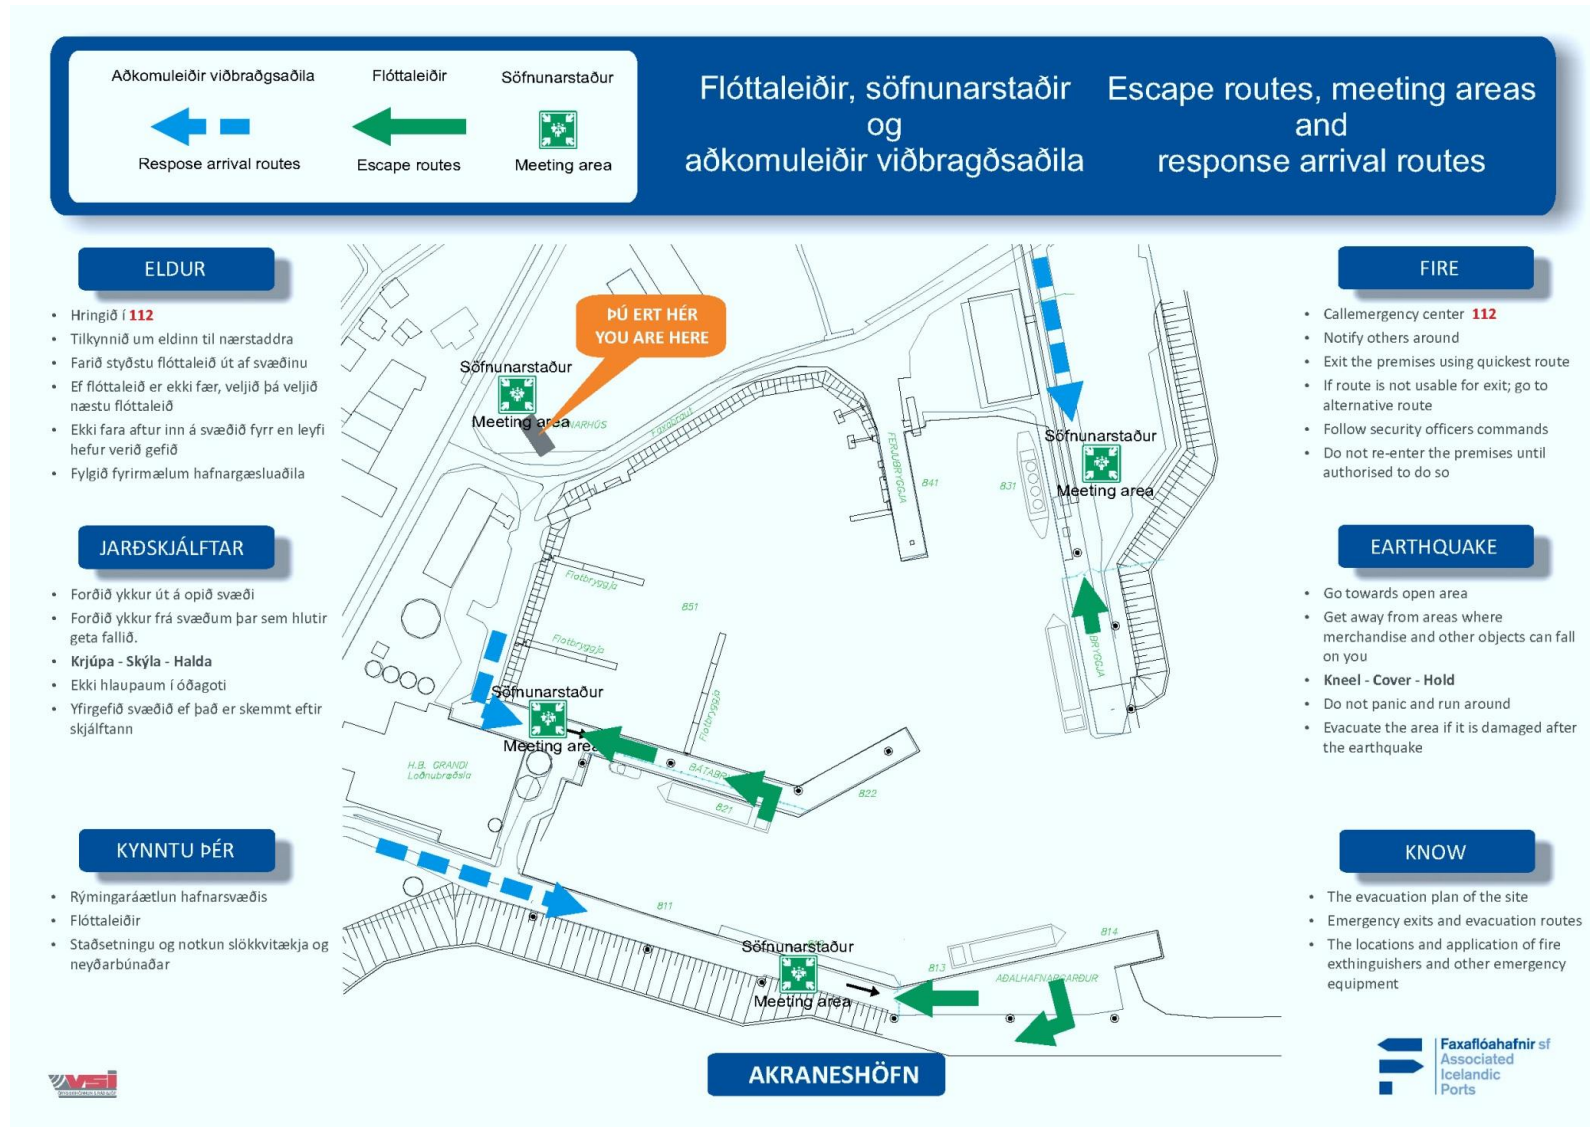 Aðkomuleiðir viðbraðgsaðila
Respose arrival routes
Flóttaleiðir
Escape routes
Söfnunarstaður
Meeting area
Flóttaleiðir, söfnunarstaðir
og
aðkomuleiðir viðbragðsaðila
Escape routes, meeting areas
and
response arrival routes
ELDUR
• Hringið í 112
• Tilkynnið um eldinn til nærstaddra
• Farið styðstu flóttaleið út af svæðinu
• Ef flóttaleið er ekki fær, veljið þá veljið
næstu flóttaleið
• Ekki fara aftur inn á svæðið fyrr en leyfi
hefur verið gefið
• Fylgið fyrirmælum hafnargæsluaðila
JARÐSKJÁLFTAR
• Forðið ykkur út á opið svæði
• Forðið ykkur frá svæðum þar sem hlutir
geta fallið.
• Krjúpa - Skýla - Halda
• Ekki hlaupaum í óðagoti
• Yfirgefið svæðið ef það er skemmt eftir
skjálftann
KYNNTU ÞÉR
• Rýmingaráætlun hafnarsvæðis
• Flóttaleiðir
• Staðsetningu og notkun slökkvitækja og
neyðarbúnaðar
ÞÚ ERT HÉR
YOU ARE HERE
Söfnunarstaður
Meeting area
NARHÚS
Faxabraut
FERJUBRYGGJA
841
831
Söfnunarstaður
Meeting area
BRYGGJA
Flotbryggja
851
Flotbryggja
Flotbryggja
Söfnunarstaður
Meeting area
H.B. GRANDI
Loðnubræðsla
BÁTABR
821
822
811
Söfnunarstaður
Meeting area
813
814
AÐALHAFNARGARÐUR
AKRANESHÖFN
FIRE
• Callemergency center 112
• Notify others around
• Exit the premises using quickest route
• If route is not usable for exit; go to
alternative route
• Follow security officers commands
• Do not re-enter the premises until
authorised to do so
EARTHQUAKE
• Go towards open area
• Get away from areas where
merchandise and other objects can fall
on you
• Kneel - Cover - Hold
• Do not panic and run around
• Evacuate the area if it is damaged after
the earthquake
KNOW
• The evacuation plan of the site
• Emergency exits and evacuation routes
• The locations and application of fire
exthinguishers and other emergency
equipment
vsi
Faxaflóahafnir sf
Associated
Icelandic
Ports